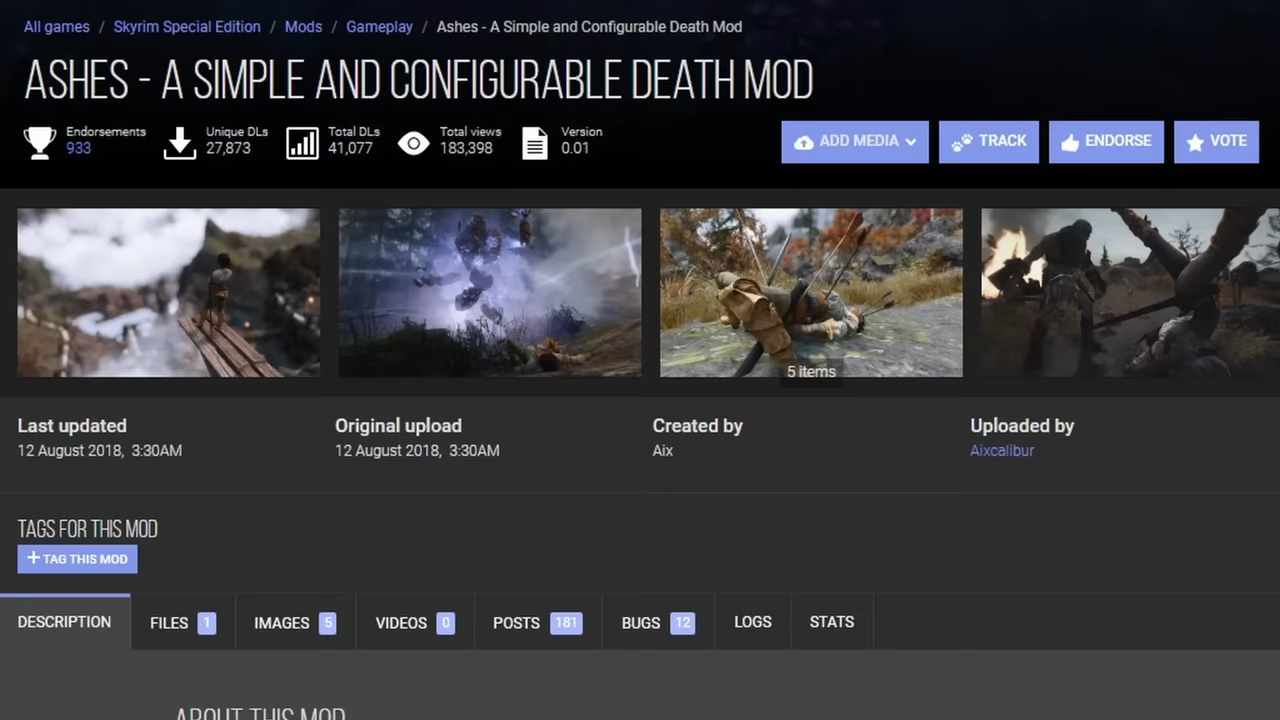 All games / Skyrim Special Edition / Mods / Gameplay / Ashes - A Simple and Configurable Death Mod
ASHES - A SIMPLE AND CONFIGURABLE DEATH MOD
Endorsements Unique DLs Total DLs Total views Version
933 27,873 41,077 183,398 0.01
ADD MEDIA TRACK ENDORSE VOTE
5 items
Last updated Original upload Created by Uploaded by
12 August 2018, 3:30AM 12 August 2018, 3:30AM Aix Aixcalibur
TAGS FOR THIS MOD
+ TAG THIS MOD
DESCRIPTION FILES 1 IMAGES 5 VIDEOS 0 POSTS 181 BUGS 12 LOGS STATS
ABOUT THIS MOD